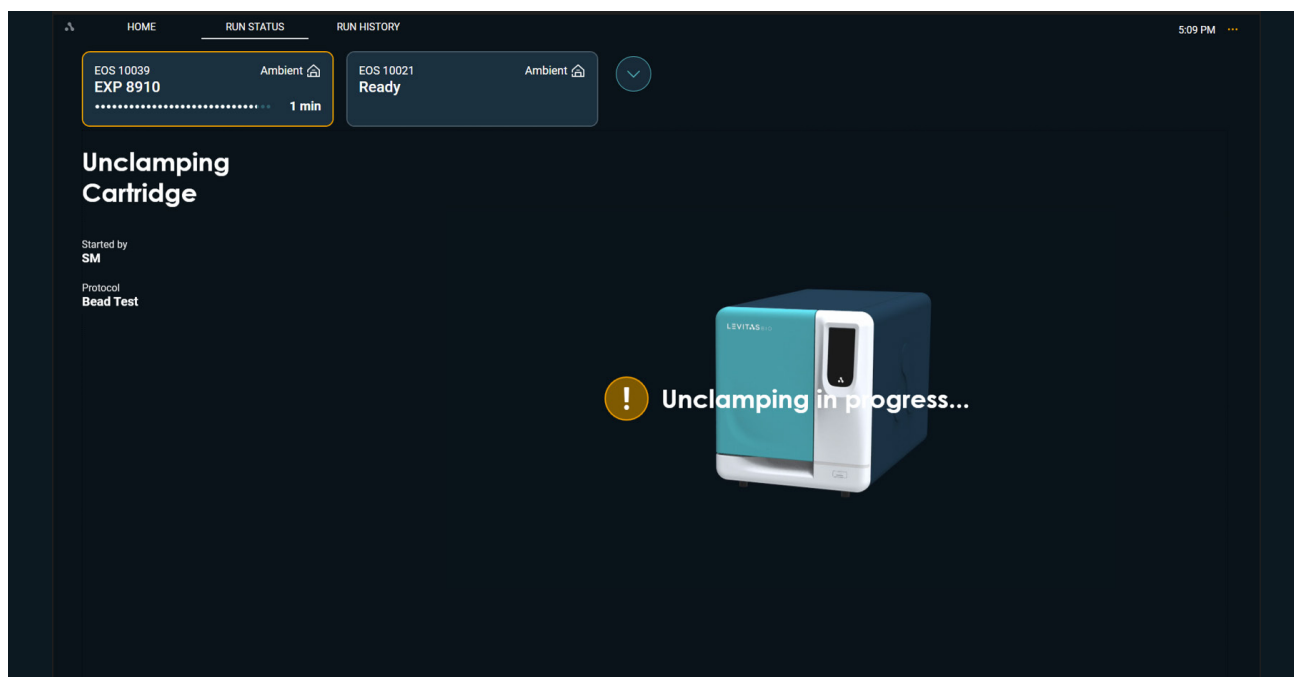 HOME RUN STATUS RUN HISTORY 5:09 PM ...
EOS 10039 Ambient
EXP 8910
1 min
EOS 10021 Ambient
Ready
Unclamping
Cartridge
Started by
SM
Protocol
Bead Test
LEVITAS BIO
Unclamping in progress...